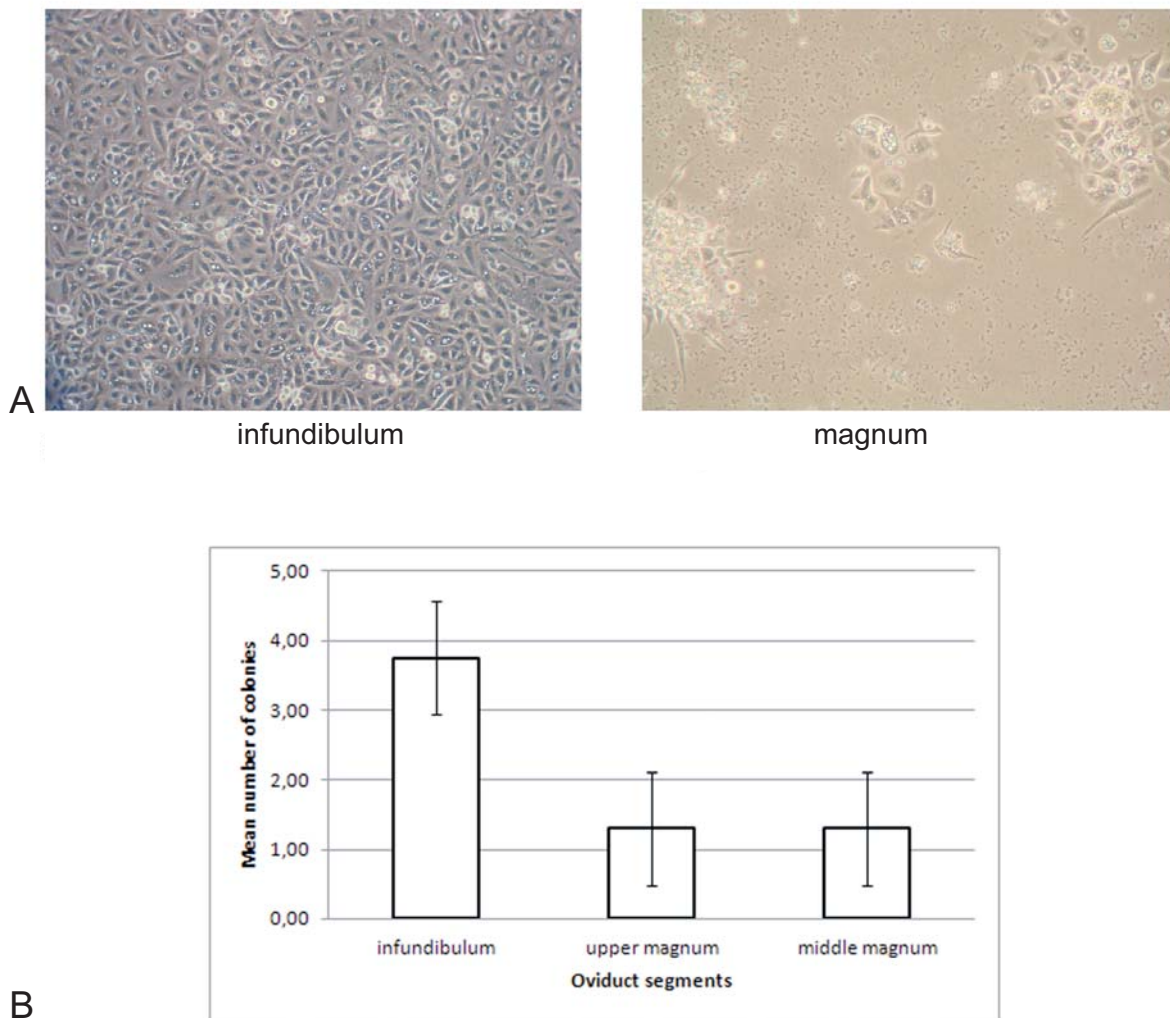 A
infundibulum
magnum
5,00
4,00
3,00
2,00
1,00
0,00
Mean number of colonies
infundibulum
upper magnum
middle magnum
Oviduct segments
B